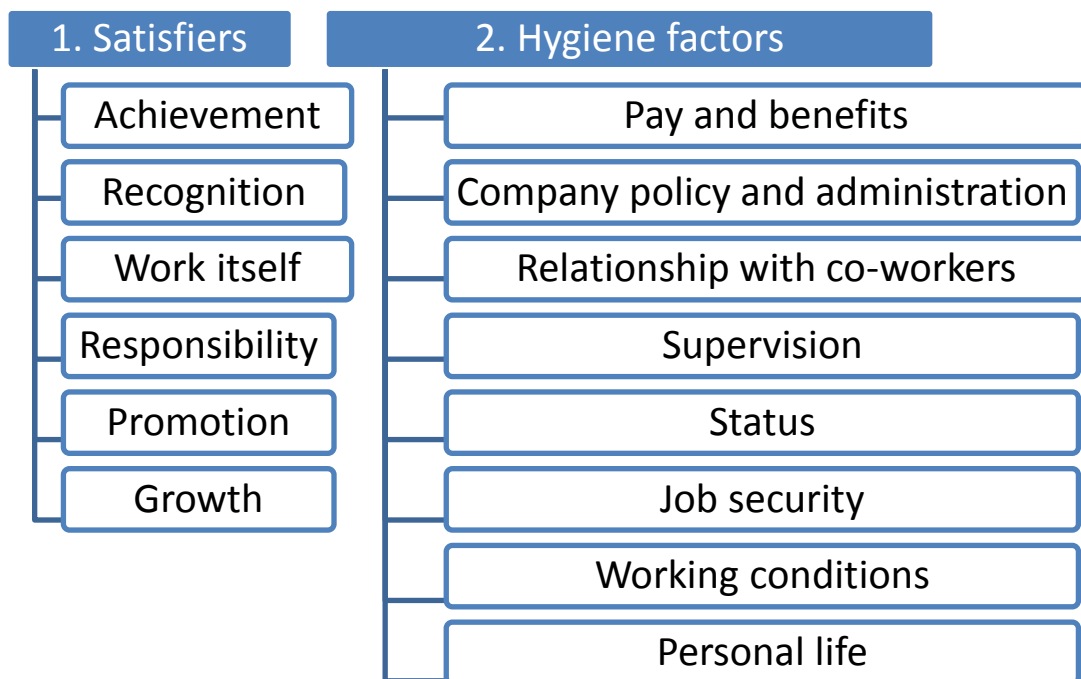 1. Satisfiers
Achievement
Recognition
Work itself
Responsibility
Promotion
Growth
2. Hygiene factors
Pay and benefits
Company policy and administration
Relationship with co-workers
Supervision
Status
Job security
Working conditions
Personal life